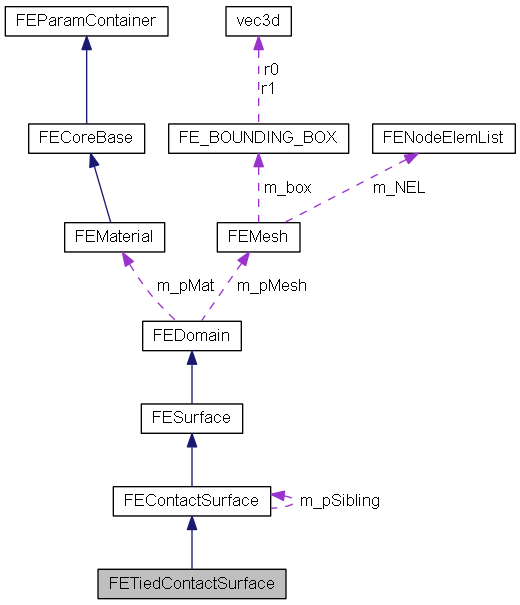 FEParamContainer
vec3d
r0
r1
FECoreBase
FE_BOUNDING_BOX
FENodeElemList
m_box
m_NEL
FEMaterial
FEMesh
m_pMat
m_pMesh
FEDomain
FESurface
FEContactSurface
m_pSibling
FETiedContactSurface